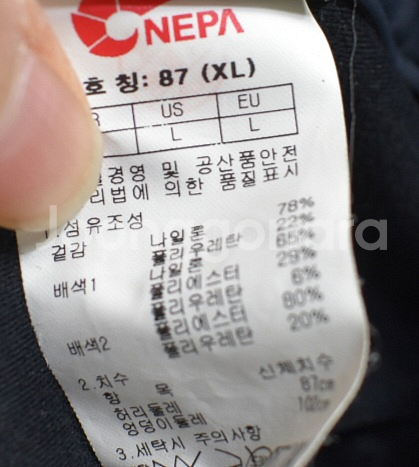 NEPA
호 칭: 87 (XL)
R US EU
L L
경영 및 공산품안전
리법에 의한 품질표시
1.섬유조성
겉감 나일론 78%
폴리우레탄 22%
배색1 나일론 65%
폴리에스터 29%
폴리우레탄 6%
배색2 폴리에스터 80%
폴리우레탄 20%
2.치수
항 목 신체치수
허리둘레 87cm
엉덩이둘레 102cm
3.세탁시 주의사항
Joonggonara